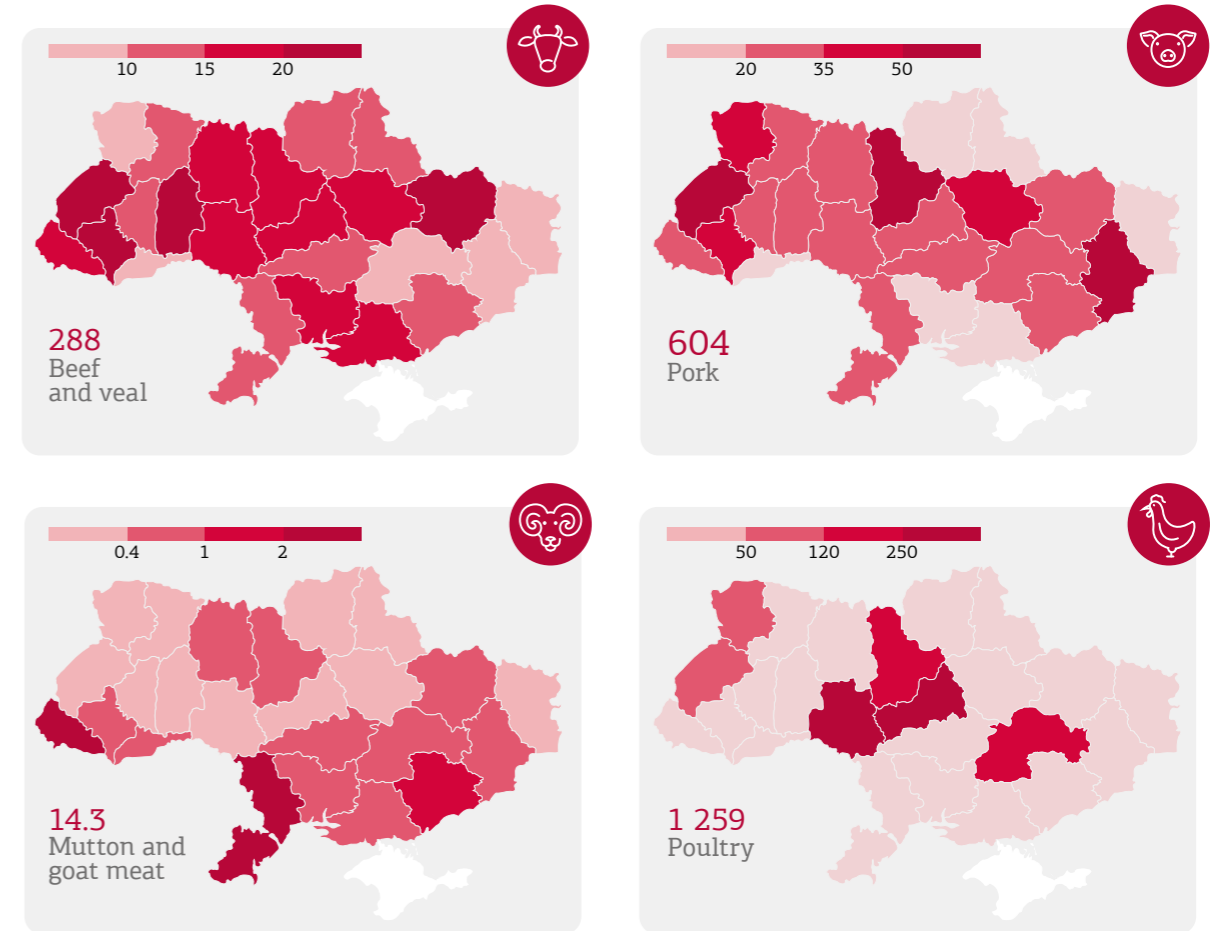 10 15 20
288
Beef
and veal
20 35 50
604
Pork
0.4 1 2
14.3
Mutton and
goat meat
50 120 250
1 259
Poultry